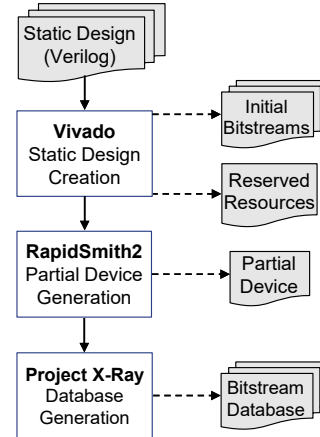 Static Design
(Verilog)
Vivado
Static Design
Creation
Initial
Bitstreams
Reserved
Resources
RapidSmith2
Partial Device
Generation
Partial
Device
Project X-Ray
Database
Generation
Bitstream
Database